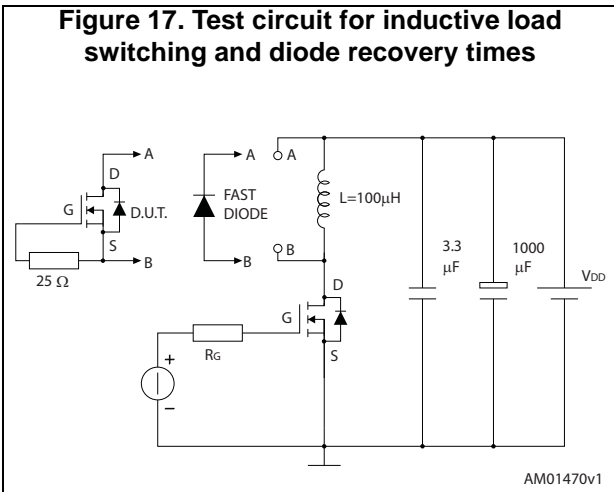 Figure 17. Test circuit for inductive load
switching and diode recovery times
A
D
G
D.U.T.
S
B
25 Ω
A
FAST
DIODE
B
A
L=100μH
B
D
G
S
RG
+
–
3.3
μF
1000
μF
VDD
AM01470v1